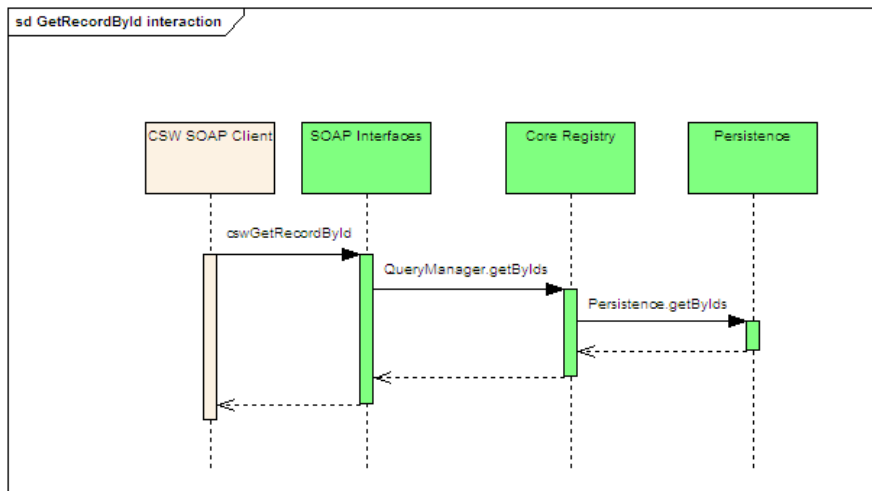 sd GetRecordById interaction
CSW SOAP Client
SOAP Interfaces
Core Registry
Persistence
cswGetRecordById
QueryManager.getByIds
Persistence.getByIds